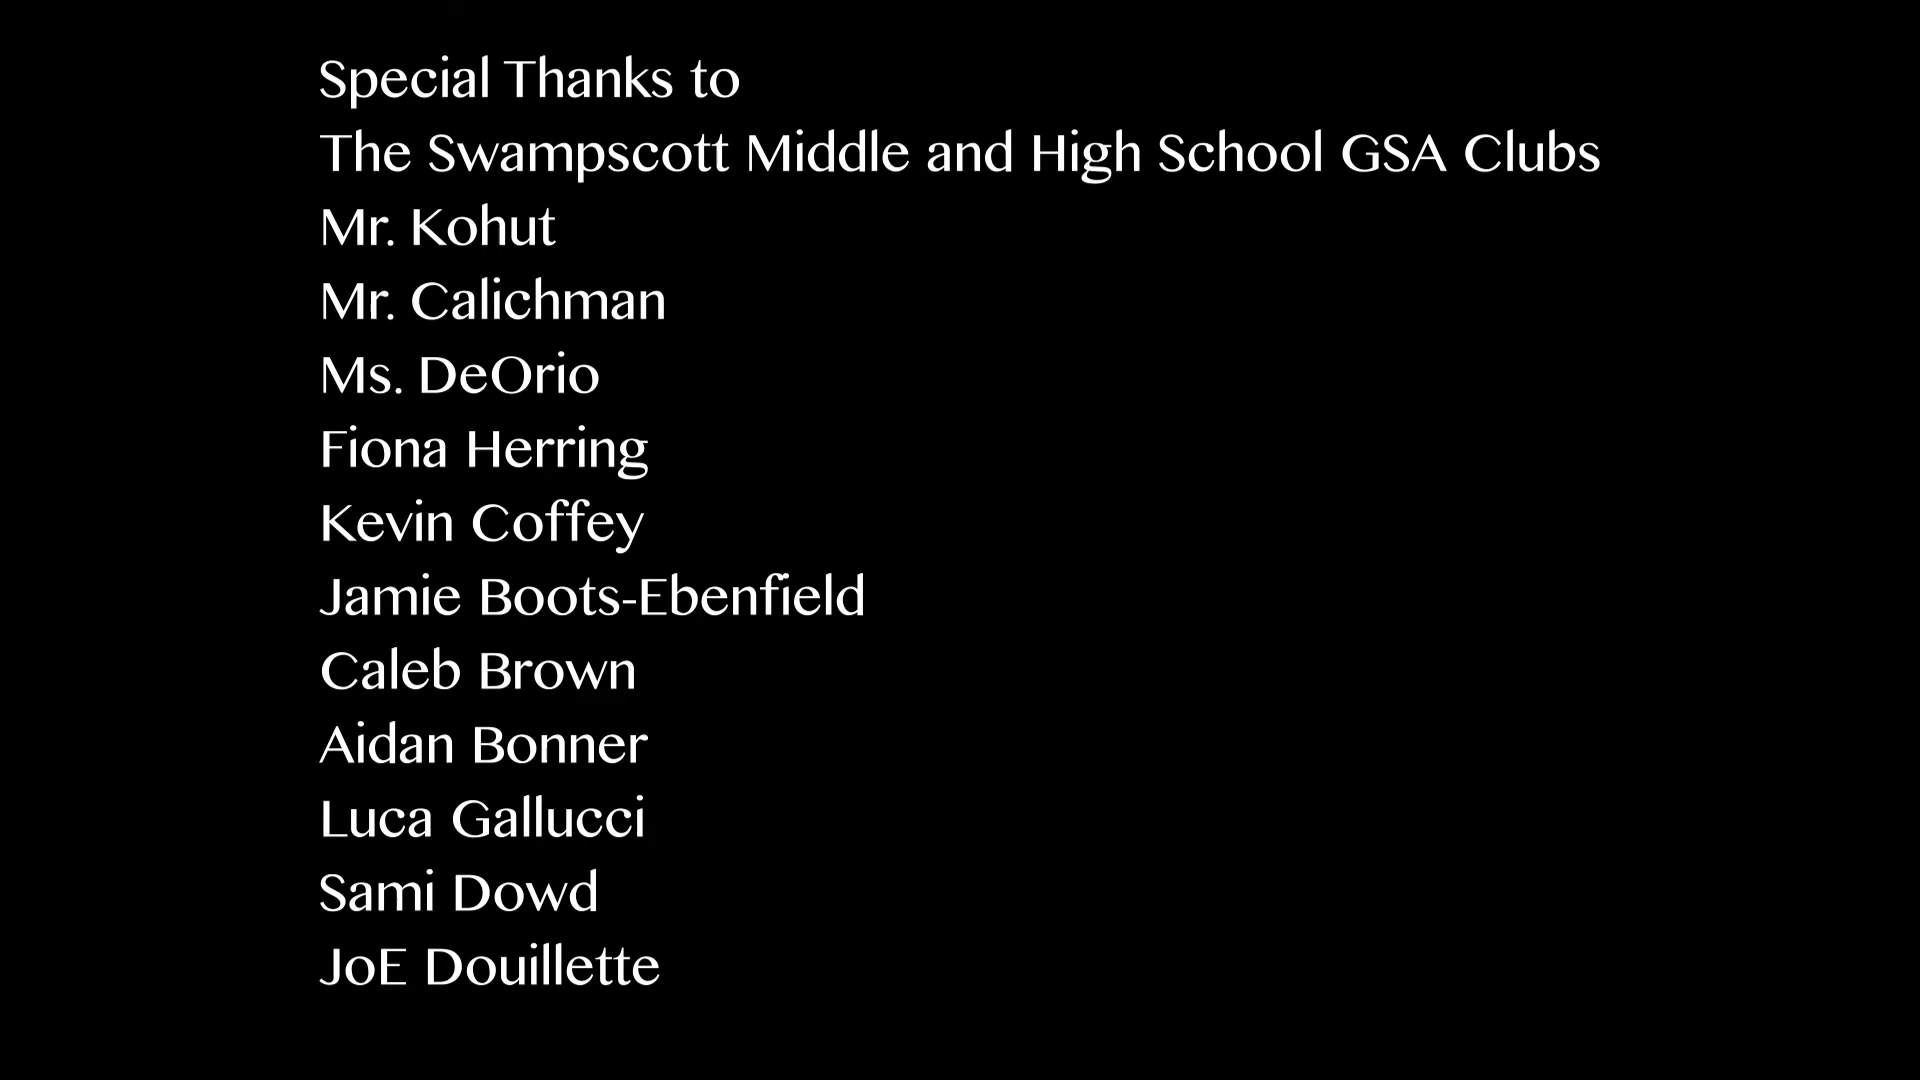 Special Thanks to
The Swampscott Middle and High School GSA Clubs
Mr. Kohut
Mr. Calichman
Ms. DeOrio
Fiona Herring
Kevin Coffey
Jamie Boots-Ebenfield
Caleb Brown
Aidan Bonner
Luca Gallucci
Sami Dowd
JoE Douillette